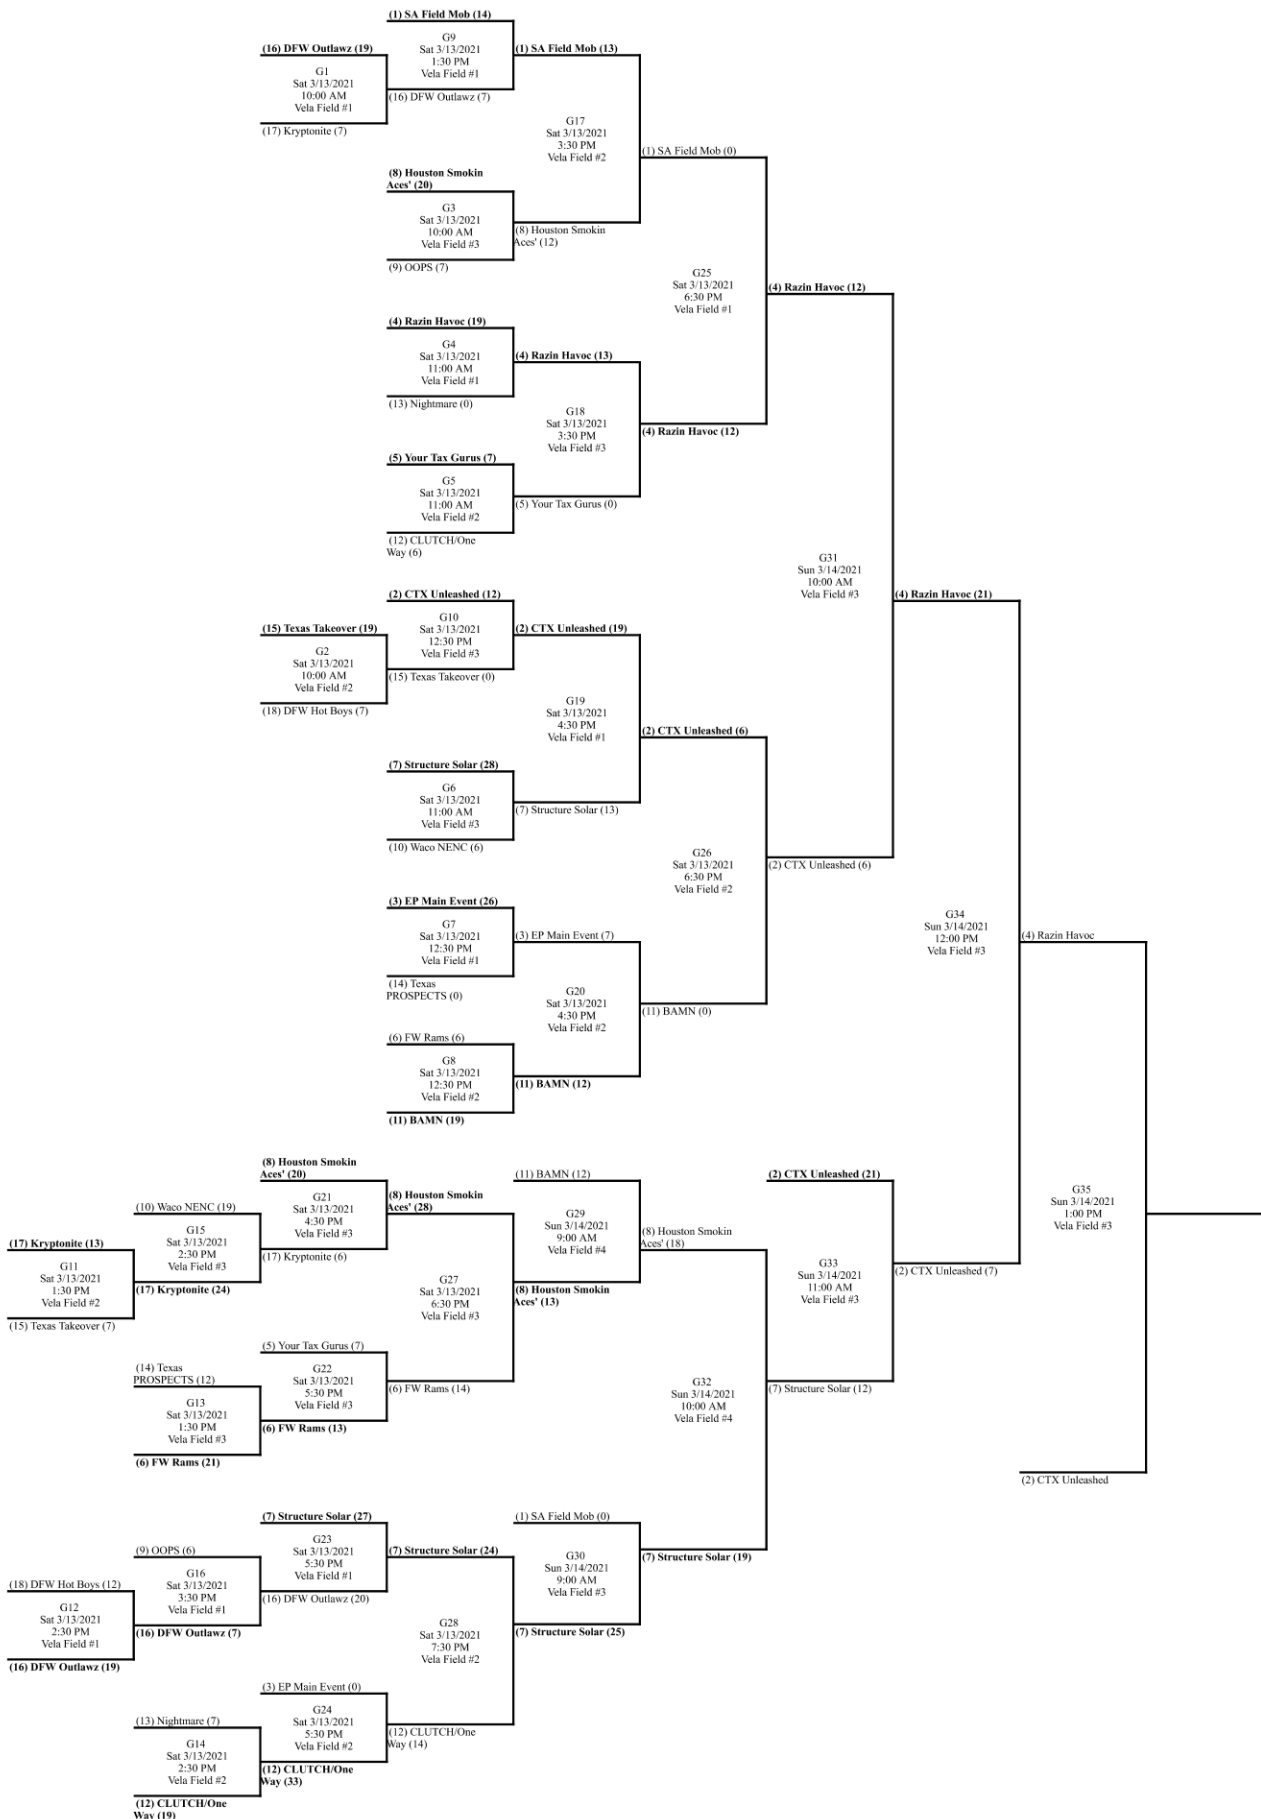 (1) SA Field Mob (14)
G9
Sat 3/13/2021
1:30 PM
Vela Field #1
(16) DFW Outlawz (19)
(1) SA Field Mob (13)
G1
Sat 3/13/2021
10:00 AM
Vela Field #1
(16) DFW Outlawz (7)
(17) Kryptonite (7)
G17
Sat 3/13/2021
3:30 PM
Vela Field #2
(1) SA Field Mob (0)
(8) Houston Smokin
Aces' (20)
G3
Sat 3/13/2021
10:00 AM
Vela Field #3
(8) Houston Smokin
Aces' (12)
(9) OOPS (7)
G25
Sat 3/13/2021
6:30 PM
Vela Field #1
(4) Razin Havoc (12)
(4) Razin Havoc (19)
G4
Sat 3/13/2021
11:00 AM
Vela Field #1
(4) Razin Havoc (13)
(13) Nightmare (0)
G18
Sat 3/13/2021
3:30 PM
Vela Field #3
(4) Razin Havoc (12)
(5) Your Tax Gurus (7)
G5
Sat 3/13/2021
11:00 AM
Vela Field #2
(5) Your Tax Gurus (0)
(12) CLUTCH/One
Way (6)
G31
Sun 3/14/2021
10:00 AM
Vela Field #3
(4) Razin Havoc (21)
(2) CTX Unleashed (12)
G10
Sat 3/13/2021
12:30 PM
Vela Field #3
(15) Texas Takeover (19)
(2) CTX Unleashed (19)
G2
Sat 3/13/2021
10:00 AM
Vela Field #2
(15) Texas Takeover (0)
(18) DFW Hot Boys (7)
G19
Sat 3/13/2021
4:30 PM
Vela Field #1
(2) CTX Unleashed (6)
(7) Structure Solar (28)
G6
Sat 3/13/2021
11:00 AM
Vela Field #3
(7) Structure Solar (13)
(10) Waco NENC (6)
G26
Sat 3/13/2021
6:30 PM
Vela Field #2
(2) CTX Unleashed (6)
(3) EP Main Event (26)
G7
Sat 3/13/2021
12:30 PM
Vela Field #1
(3) EP Main Event (7)
(14) Texas
PROSPECTS (0)
G20
Sat 3/13/2021
4:30 PM
Vela Field #2
(11) BAMN (0)
(6) FW Rams (6)
G8
Sat 3/13/2021
12:30 PM
Vela Field #2
(11) BAMN (12)
(11) BAMN (19)
G34
Sun 3/14/2021
12:00 PM
Vela Field #3
(4) Razin Havoc
(8) Houston Smokin
Aces' (20)
G21
Sat 3/13/2021
4:30 PM
Vela Field #3
(10) Waco NENC (19)
(8) Houston Smokin
Aces' (28)
(11) BAMN (12)
G29
Sun 3/14/2021
9:00 AM
Vela Field #4
(8) Houston Smokin
Aces' (18)
(2) CTX Unleashed (21)
G35
Sun 3/14/2021
1:00 PM
Vela Field #3
(17) Kryptonite (13)
G15
Sat 3/13/2021
2:30 PM
Vela Field #3
(17) Kryptonite (6)
G11
Sat 3/13/2021
1:30 PM
Vela Field #2
(17) Kryptonite (24)
(15) Texas Takeover (7)
G27
Sat 3/13/2021
6:30 PM
Vela Field #3
(8) Houston Smokin
Aces' (13)
G33
Sun 3/14/2021
11:00 AM
Vela Field #3
(2) CTX Unleashed (7)
(5) Your Tax Gurus (7)
(14) Texas
PROSPECTS (12)
G22
Sat 3/13/2021
5:30 PM
Vela Field #3
(6) FW Rams (14)
G13
Sat 3/13/2021
1:30 PM
Vela Field #3
(6) FW Rams (13)
(6) FW Rams (21)
G32
Sun 3/14/2021
10:00 AM
Vela Field #4
(7) Structure Solar (12)
(2) CTX Unleashed
(7) Structure Solar (27)
G23
Sat 3/13/2021
5:30 PM
Vela Field #1
(9) OOPS (6)
(7) Structure Solar (24)
(1) SA Field Mob (0)
G30
Sun 3/14/2021
9:00 AM
Vela Field #3
(7) Structure Solar (19)
(18) DFW Hot Boys (12)
G16
Sat 3/13/2021
3:30 PM
Vela Field #1
(16) DFW Outlawz (20)
G12
Sat 3/13/2021
2:30 PM
Vela Field #1
(16) DFW Outlawz (7)
(16) DFW Outlawz (19)
G28
Sat 3/13/2021
7:30 PM
Vela Field #2
(7) Structure Solar (25)
(3) EP Main Event (0)
(13) Nightmare (7)
G24
Sat 3/13/2021
5:30 PM
Vela Field #2
(12) CLUTCH/One
Way (14)
G14
Sat 3/13/2021
2:30 PM
Vela Field #2
(12) CLUTCH/One
Way (33)
(12) CLUTCH/One
Way (19)